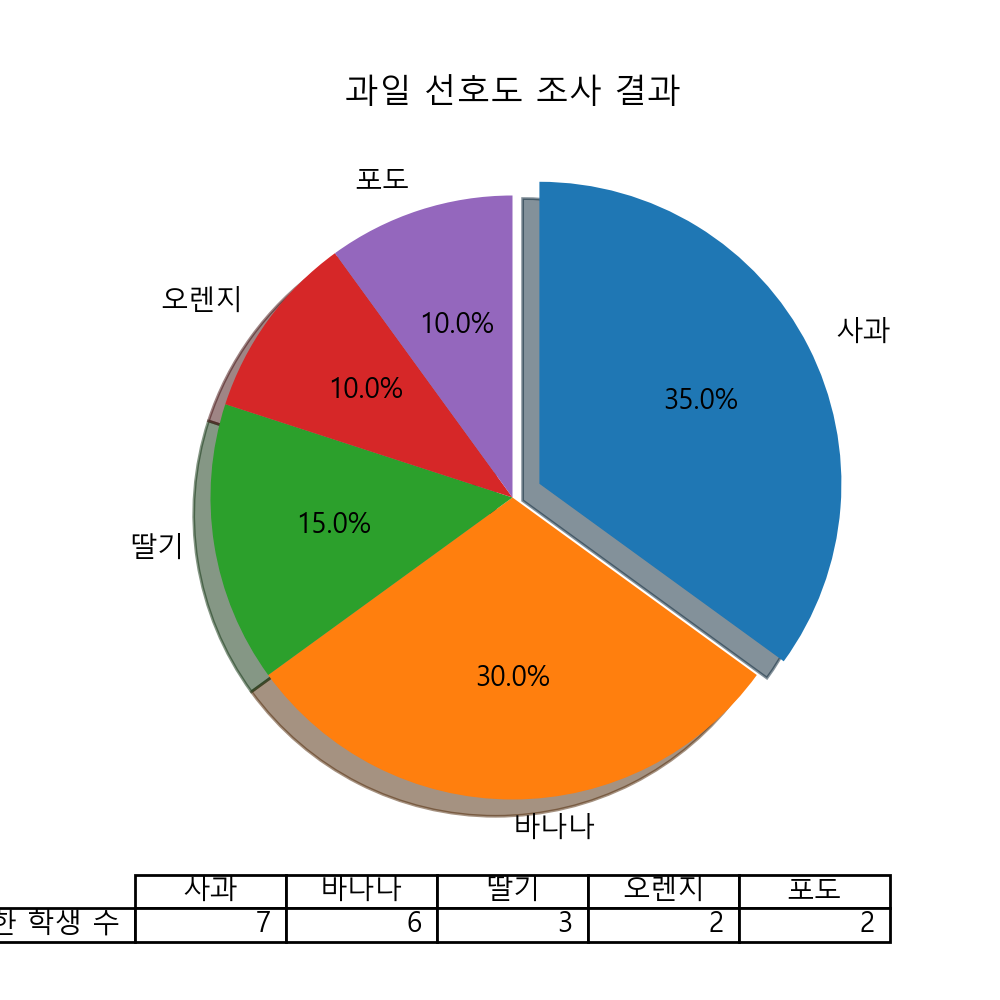 과일 선호도 조사 결과
포도
오렌지
사과
10.0%
10.0%
35.0%
15.0%
딸기
30.0%
바나나
사과 바나나 딸기 오렌지 포도
한 학생 수 7 6 3 2 2